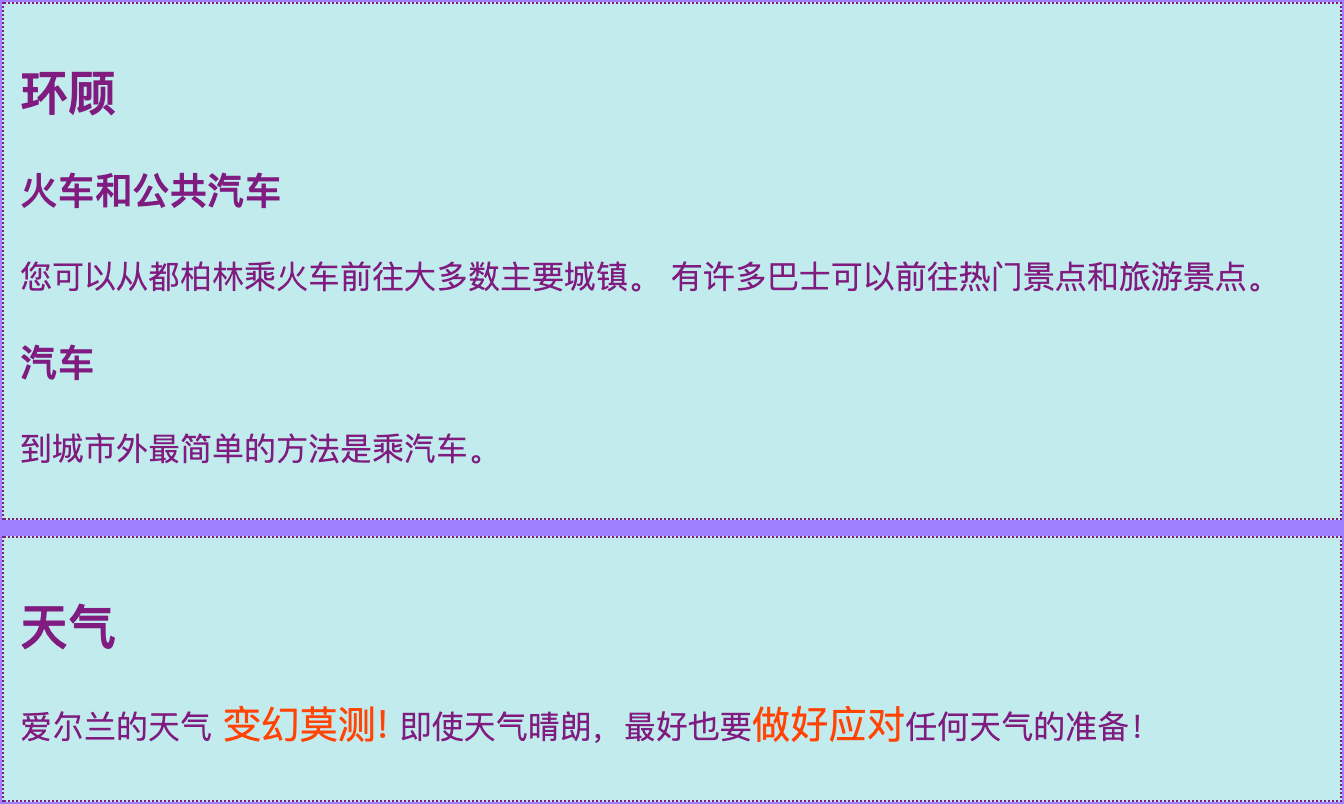 环顾
火车和公共汽车
您可以从都柏林乘火车前往大多数主要城镇。 有许多巴士可以前往热门景点和旅游景点。
汽车
到城市外最简单的方法是乘汽车。
天气
爱尔兰的天气 变幻莫测! 即使天气晴朗，最好也要做好应对任何天气的准备！